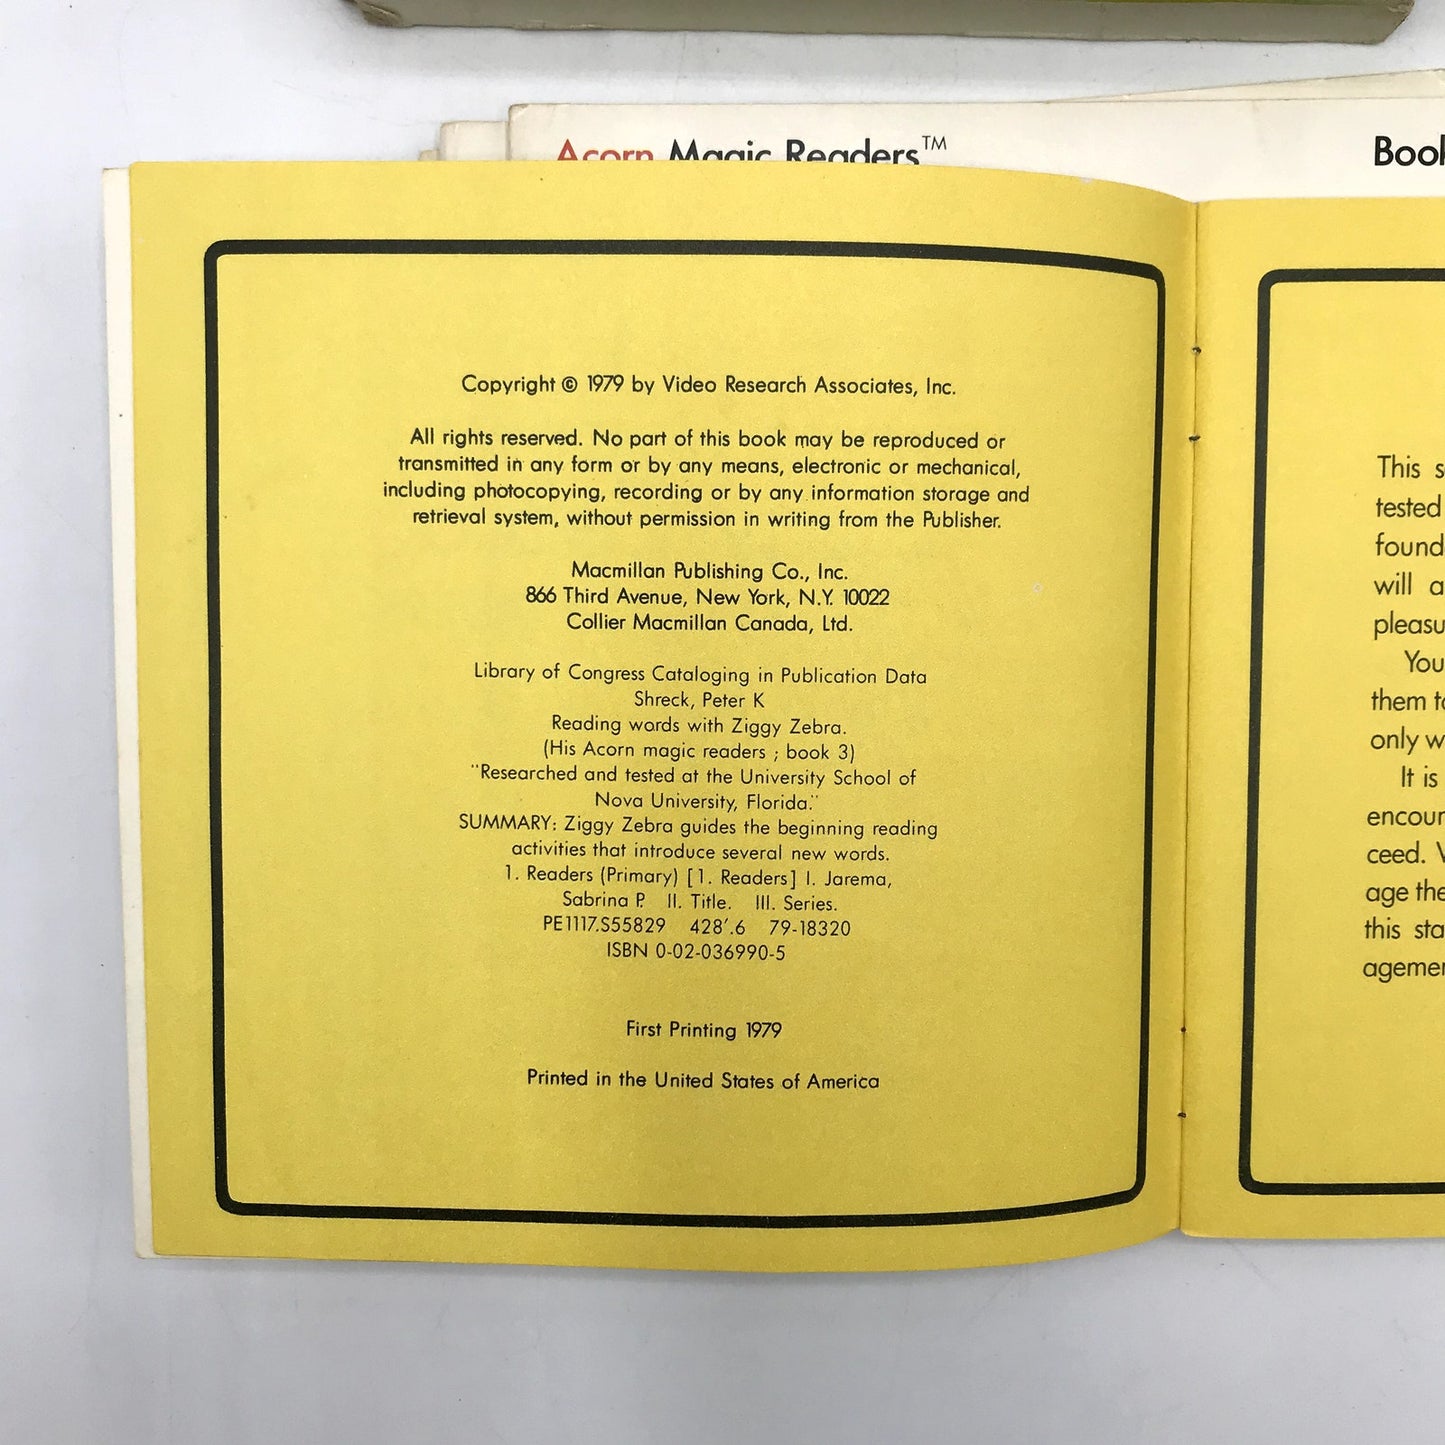 Acorn Magic Readers™
Book
Copyright © 1979 by Video Research Associates, Inc.
All rights reserved. No part of this book may be reproduced or
transmitted in any form or by any means, electronic or mechanical,
including photocopying, recording or by any information storage and
retrieval system, without permission in writing from the Publisher.
Macmillan Publishing Co., Inc.
866 Third Avenue, New York, N.Y. 10022
Collier Macmillan Canada, Ltd.
Library of Congress Cataloging in Publication Data
Shreck, Peter K
Reading words with Ziggy Zebra.
(His Acorn magic readers ; book 3)
"Researched and tested at the University School of
Nova University, Florida."
SUMMARY: Ziggy Zebra guides the beginning reading
activities that introduce several new words.
1. Readers (Primary) [1. Readers] I. Jarema,
Sabrina P. II. Title. III. Series.
PE1117.S55829 428'.6 79-18320
ISBN 0-02-036990-5
First Printing 1979
Printed in the United States of America
This
tested
found
will
You
them
only
It is
ceed.
age the
this